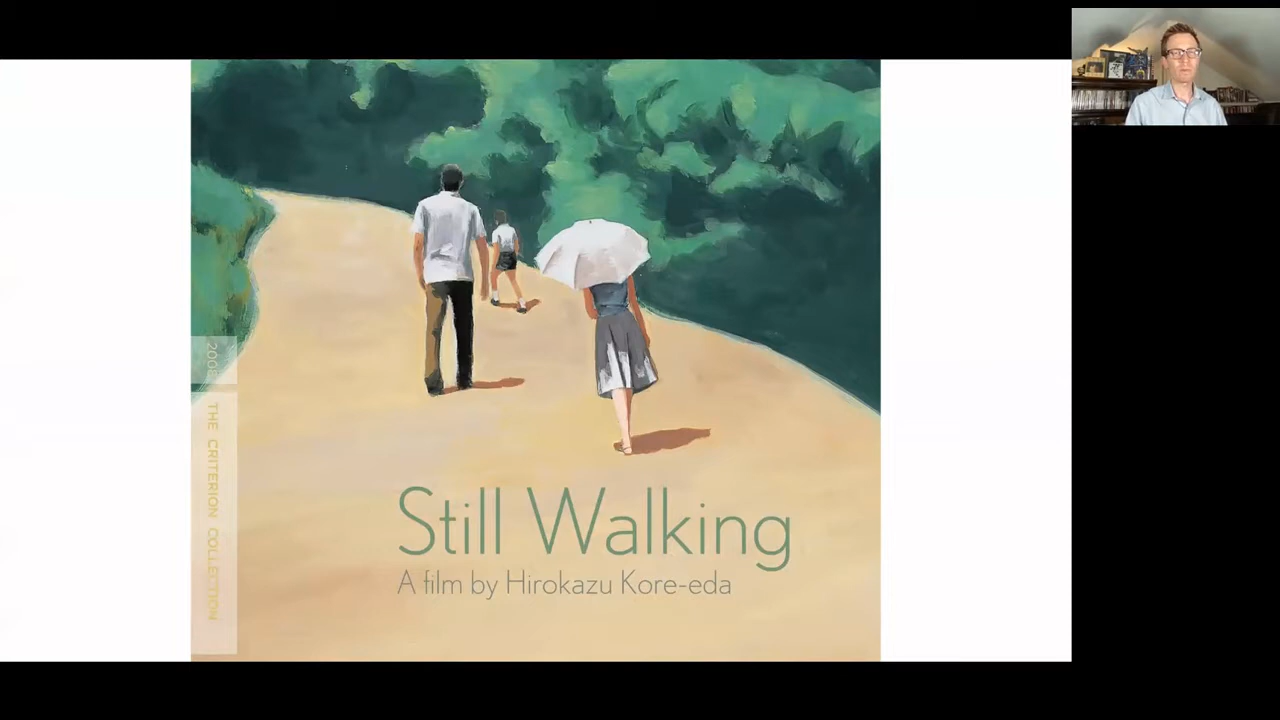 Still Walking
A film by Hirokazu Kore-eda
THE CRITERION COLLECTION